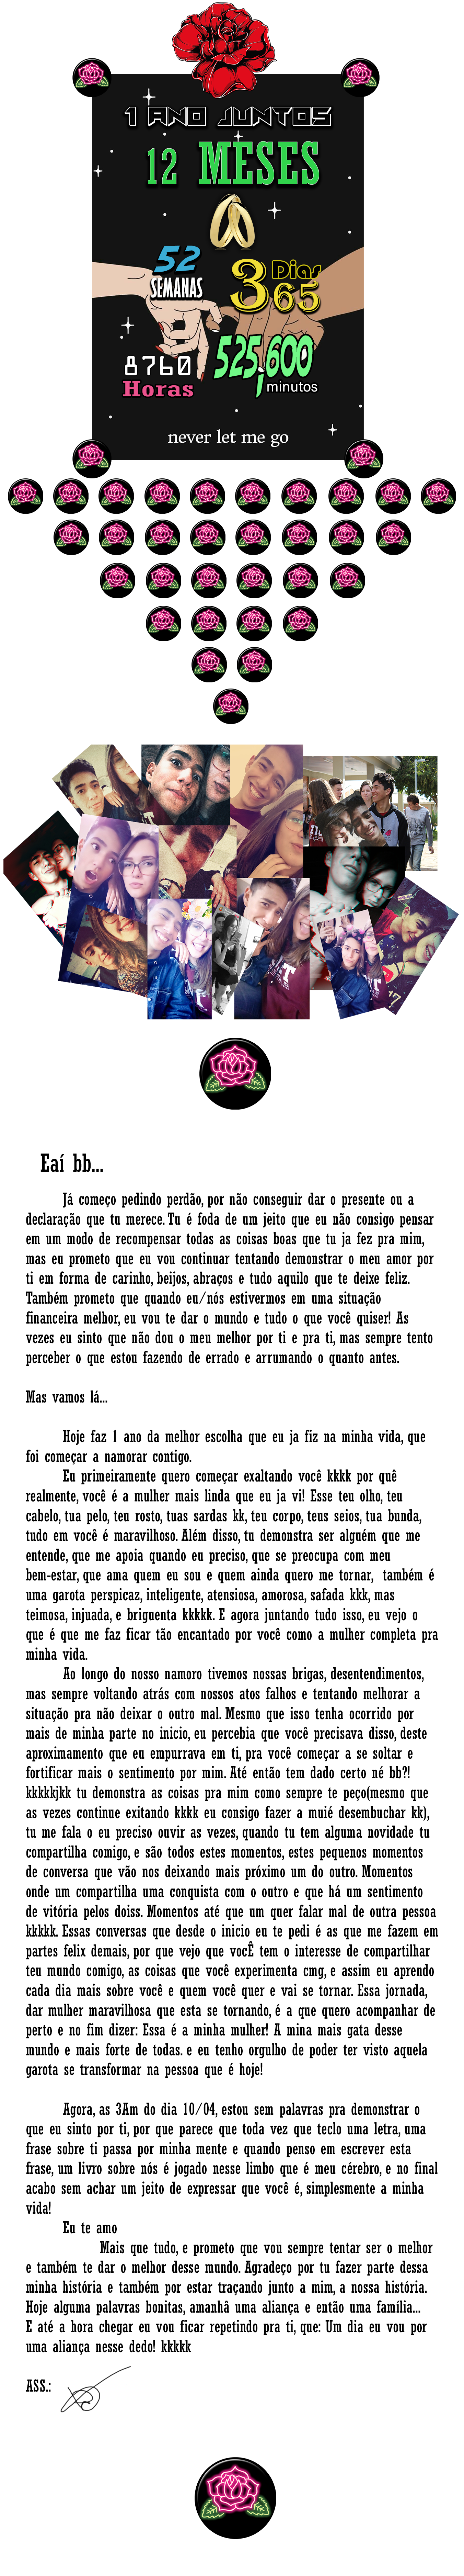 1 ANO JUNTOS
12 MESES
52
SEMANAS
3 Dias
65
8760
Horas
525,600
minutos
never let me go
Eaí bb...
Já começo pedindo perdão, por não conseguir dar o presente ou a
declaração que tu merece. Tu é foda de um jeito que eu não consigo pensar
em um modo de recompensar todas as coisas boas que tu ja fez pra mim,
mas eu prometo que eu vou continuar tentando demonstrar o meu amor por
ti em forma de carinho, beijos, abraços e tudo aquilo que te deixe feliz.
Também prometo que quando eu/nós estivermos em uma situação
financeira melhor, eu vou te dar o mundo e tudo o que você quiser! As
vezes eu sinto que não dou o meu melhor por ti e pra ti, mas sempre tento
perceber o que estou fazendo de errado e arrumando o quanto antes.
Mas vamos lá...
Hoje faz 1 ano da melhor escolha que eu ja fiz na minha vida, que
foi começar a namorar contigo.
Eu primeiramente quero começar exaltando você kkkk por quê
realmente, você é a mulher mais linda que eu ja vi! Esse teu olho, teu
cabelo, tua pelo, teu rosto, tuas sardas kk, teu corpo, teus seios, tua bunda,
tudo em você é maravilhoso. Além disso, tu demonstra ser alguém que me
entende, que me apoia quando eu preciso, que se preocupa com meu
bem-estar, que ama quem eu sou e quem ainda quero me tornar, também é
uma garota perspicaz, inteligente, atensiosa, amorosa, safada kkk, mas
teimosa, injuada, e briguenta kkkkk. E agora juntando tudo isso, eu vejo o
que é que me faz ficar tão encantado por você como a mulher completa pra
minha vida.
Ao longo do nosso namoro tivemos nossas brigas, desentendimentos,
mas sempre voltando atrás com nossos atos falhos e tentando melhorar a
situação pra não deixar o outro mal. Mesmo que isso tenha ocorrido por
mais de minha parte no inicio, eu percebia que você precisava disso, deste
aproximamento que eu empurrava em ti, pra você começar a se soltar e
fortificar mais o sentimento por mim. Até então tem dado certo né bb?!
kkkkkjkk tu demonstra as coisas pra mim como sempre te peço(mesmo que
as vezes continue exitando kkkk eu consigo fazer a muié desembuchar kk),
tu me fala o eu preciso ouvir as vezes, quando tu tem alguma novidade tu
compartilha comigo, e são todos estes momentos, estes pequenos momentos
de conversa que vão nos deixando mais próximo um do outro. Momentos
onde um compartilha uma conquista com o outro e que há um sentimento
de vitória pelos doiss. Momentos até que um quer falar mal de outra pessoa
kkkkk. Essas conversas que desde o inicio eu te pedi é as que me fazem em
partes felix demais, por que vejo que vocÊ tem o interesse de compartilhar
teu mundo comigo, as coisas que você experimenta cmg, e assim eu aprendo
cada dia mais sobre você e quem você quer e vai se tornar. Essa jornada,
dar mulher maravilhosa que esta se tornando, é a que quero acompanhar de
perto e no fim dizer: Essa é a minha mulher! A mina mais gata desse
mundo e mais forte de todas. e eu tenho orgulho de poder ter visto aquela
garota se transformar na pessoa que é hoje!
Agora, as 3Am do dia 10/04, estou sem palavras pra demonstrar o
que eu sinto por ti, por que parece que toda vez que teclo uma letra, uma
frase sobre ti passa por minha mente e quando penso em escrever esta
frase, um livro sobre nós é jogado nesse limbo que é meu cérebro, e no final
acabo sem achar um jeito de expressar que você é, simplesmente a minha
vida!
Eu te amo
Mais que tudo, e prometo que vou sempre tentar ser o melhor
e também te dar o melhor desse mundo. Agradeço por tu fazer parte dessa
minha história e também por estar traçando junto a mim, a nossa história.
Hoje alguma palavras bonitas, amanhâ uma aliança e então uma família...
E até a hora chegar eu vou ficar repetindo pra ti, que: Um dia eu vou por
uma aliança nesse dedo! kkkkk
ASS.: